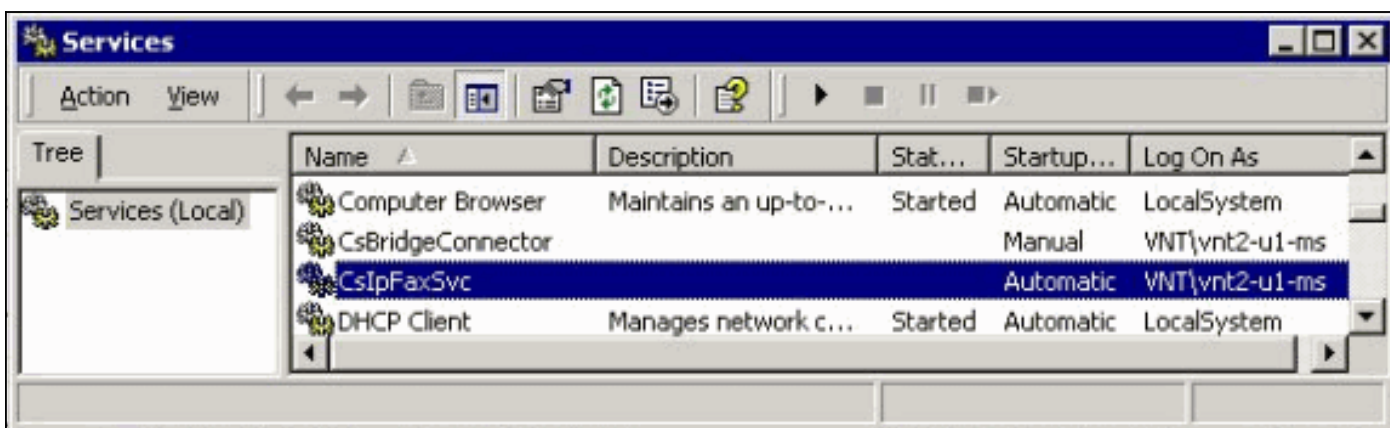 Services
Action View
Tree
Name Description Stat... Startup... Log On As
Services (Local)
Computer Browser Maintains an up-to-... Started Automatic LocalSystem
CsBridgeConnector Manual VNT\vnt2-u1-ms
CsIpFaxSvc Automatic VNT\vnt2-u1-ms
DHCP Client Manages network c... Started Automatic LocalSystem